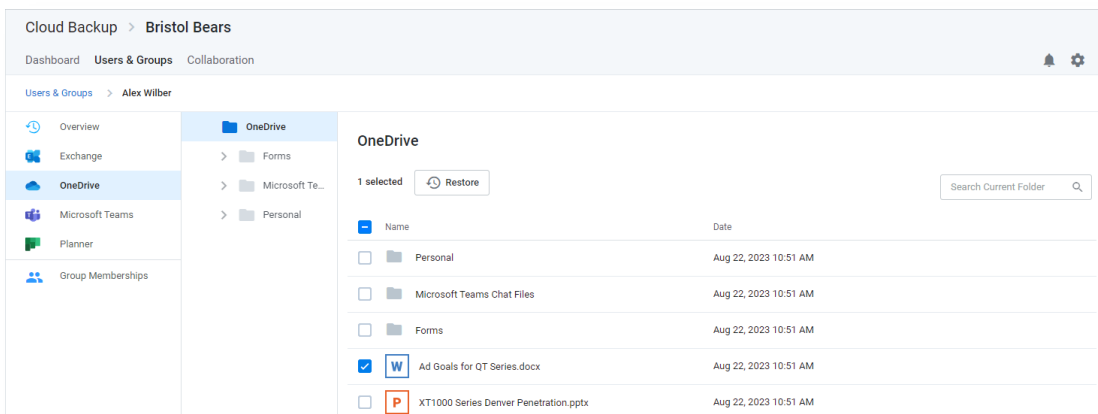 Cloud Backup > Bristol Bears
Dashboard Users & Groups Collaboration
Users & Groups > Alex Wilber
Overview
Exchange
OneDrive
Microsoft Teams
Planner
Group Memberships
OneDrive
Forms
Microsoft Te...
Personal
OneDrive
1 selected Restore Search Current Folder
Name Date
Personal Aug 22, 2023 10:51 AM
Microsoft Teams Chat Files Aug 22, 2023 10:51 AM
Forms Aug 22, 2023 10:51 AM
W Ad Goals for QT Series.docx Aug 22, 2023 10:51 AM
P XT1000 Series Denver Penetration.pptx Aug 22, 2023 10:51 AM